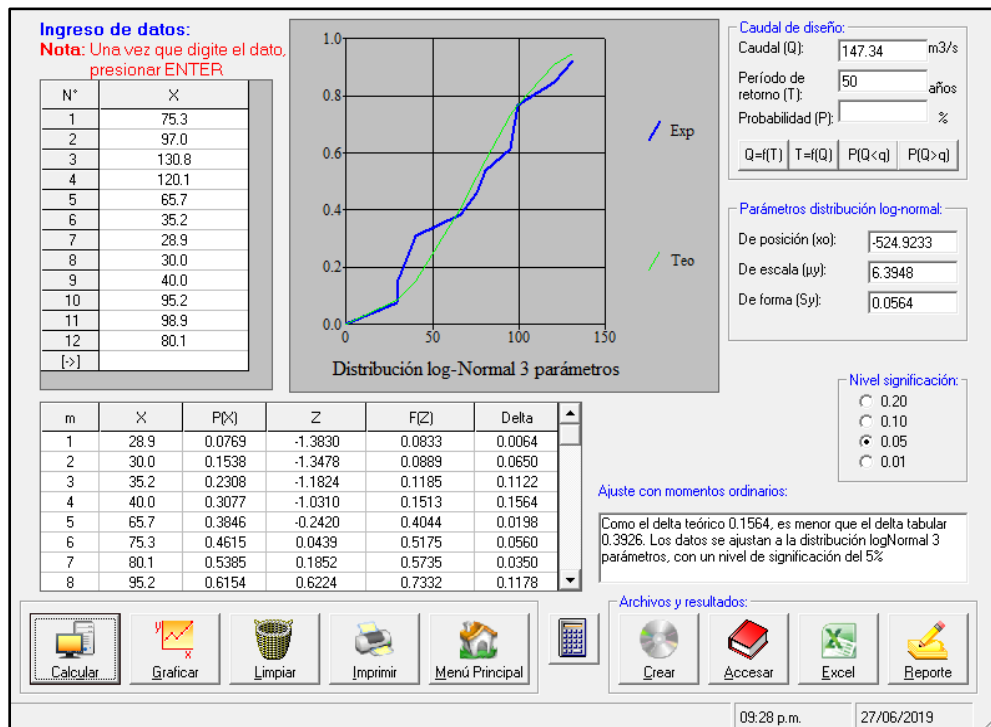 Ingreso de datos:
Nota: Una vez que digite el dato,
presionar ENTER
N° X
1 75.3
2 97.0
3 130.8
4 120.1
5 65.7
6 35.2
7 28.9
8 30.0
9 40.0
10 95.2
11 98.9
12 80.1
[->]
1.0
0.8
0.6
0.4
0.2
0.0
0 50 100 150
Exp
Teo
Distribución log-Normal 3 parámetros
Caudal de diseño:
Caudal (Q): 147.34 m3/s
Período de
retorno (T): 50 años
Probabilidad (P): %
Q=f(T) T=f(Q) P(Q<q) P(Q>q)
Parámetros distribución log-normal:
De posición (xo): -524.9233
De escala (µy): 6.3948
De forma (Sy): 0.0564
Nivel significación:
0.20
0.10
0.05
0.01
m X P(X) Z F(Z) Delta
1 28.9 0.0769 -1.3830 0.0833 0.0064
2 30.0 0.1538 -1.3478 0.0889 0.0650
3 35.2 0.2308 -1.1824 0.1185 0.1122
4 40.0 0.3077 -1.0310 0.1513 0.1564
5 65.7 0.3846 -0.2420 0.4044 0.0198
6 75.3 0.4615 0.0439 0.5175 0.0560
7 80.1 0.5385 0.1852 0.5735 0.0350
8 95.2 0.6154 0.6224 0.7332 0.1178
Ajuste con momentos ordinarios:
Como el delta teórico 0.1564, es menor que el delta tabular
0.3926. Los datos se ajustan a la distribución logNormal 3
parámetros, con un nivel de significación del 5%
Calcular Graficar Limpiar Imprimir Menú Principal
Archivos y resultados:
Crear Accesar Excel Reporte
09:28 p.m. 27/06/2019